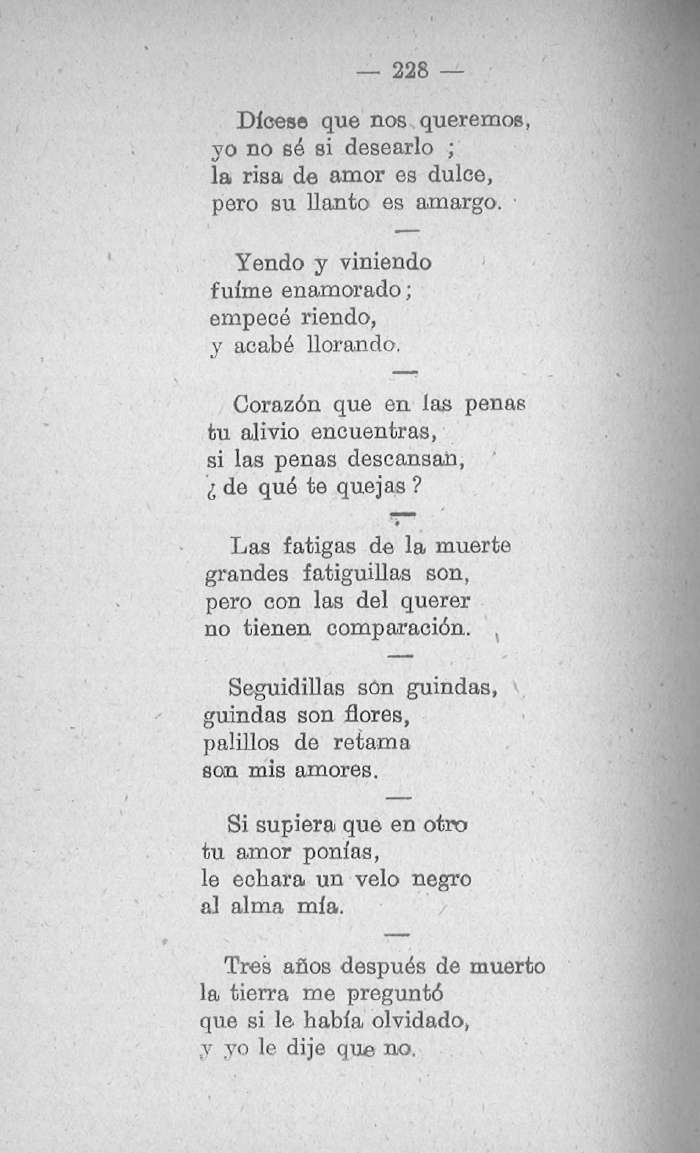 — 228 —
Dícese que nos queremos,
yo no sé si desearlo ;
la risa de amor es dulce,
pero su llanto es amargo.
—
Yendo y viniendo
fuíme enamorado ;
empecé riendo,
y acabé llorando.
—
Corazón que en las penas
tu alivio encuentras,
si las penas descansan,
¿ de qué te quejas ?
—
Las fatigas de la muerte
grandes fatiguillas son,
pero con las del querer
no tienen comparación.
—
Seguidillas son guindas,
guindas son flores,
palillos de retama
son mis amores.
—
Si supiera que en otro
tu amor ponías,
le echara un velo negro
al alma mía.
—
Tres años después de muerto
la tierra me preguntó
que si le había olvidado,
y yo le dije que no.